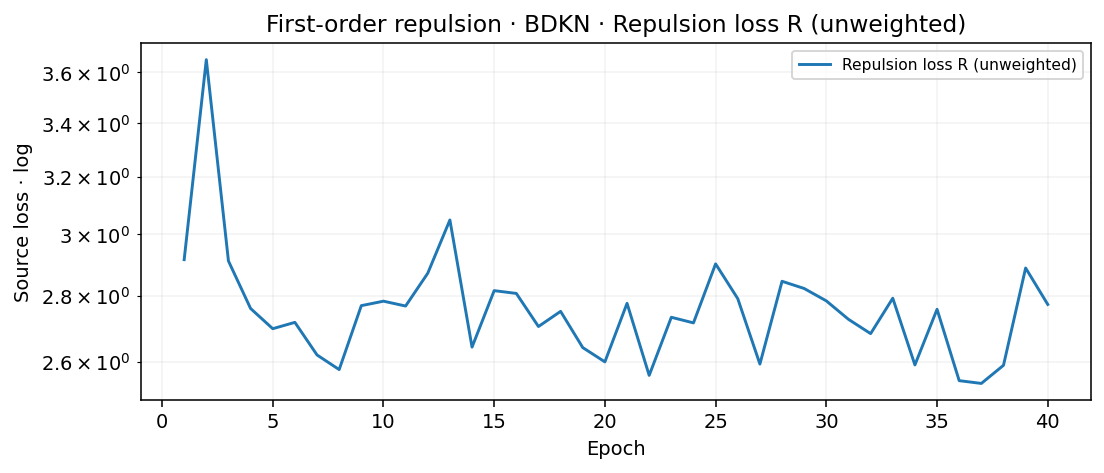 First-order repulsion · BDKN · Repulsion loss R (unweighted)
Repulsion loss R (unweighted)
Source loss · log
3.6 × 10⁰
3.4 × 10⁰
3.2 × 10⁰
3 × 10⁰
2.8 × 10⁰
2.6 × 10⁰
0 5 10 15 20 25 30 35 40
Epoch